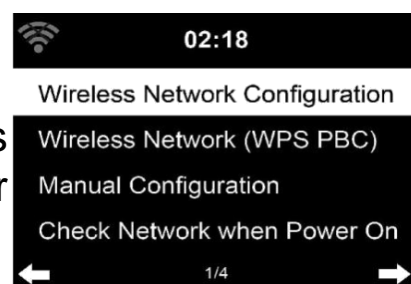 02:18
Wireless Network Configuration
s Wireless Network (WPS PBC)
r Manual Configuration
Check Network when Power On
1/4